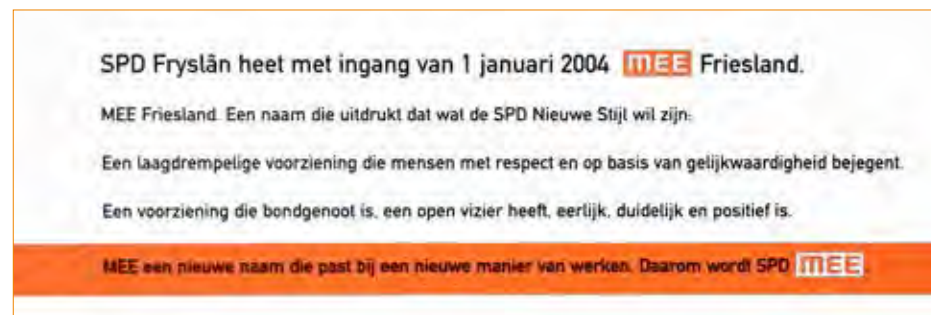 SPD Fryslân heet met ingang van 1 januari 2004 MEE Friesland.
MEE Friesland. Een naam die uitdrukt dat wat de SPD Nieuwe Stijl wil zijn:
Een laagdrempelige voorziening die mensen met respect en op basis van gelijkwaardigheid bejegent.
Een voorziening die bondgenoot is, een open vizier heeft, eerlijk, duidelijk en positief is.
MEE een nieuwe naam die past bij een nieuwe manier van werken. Daarom wordt SPD MEE.